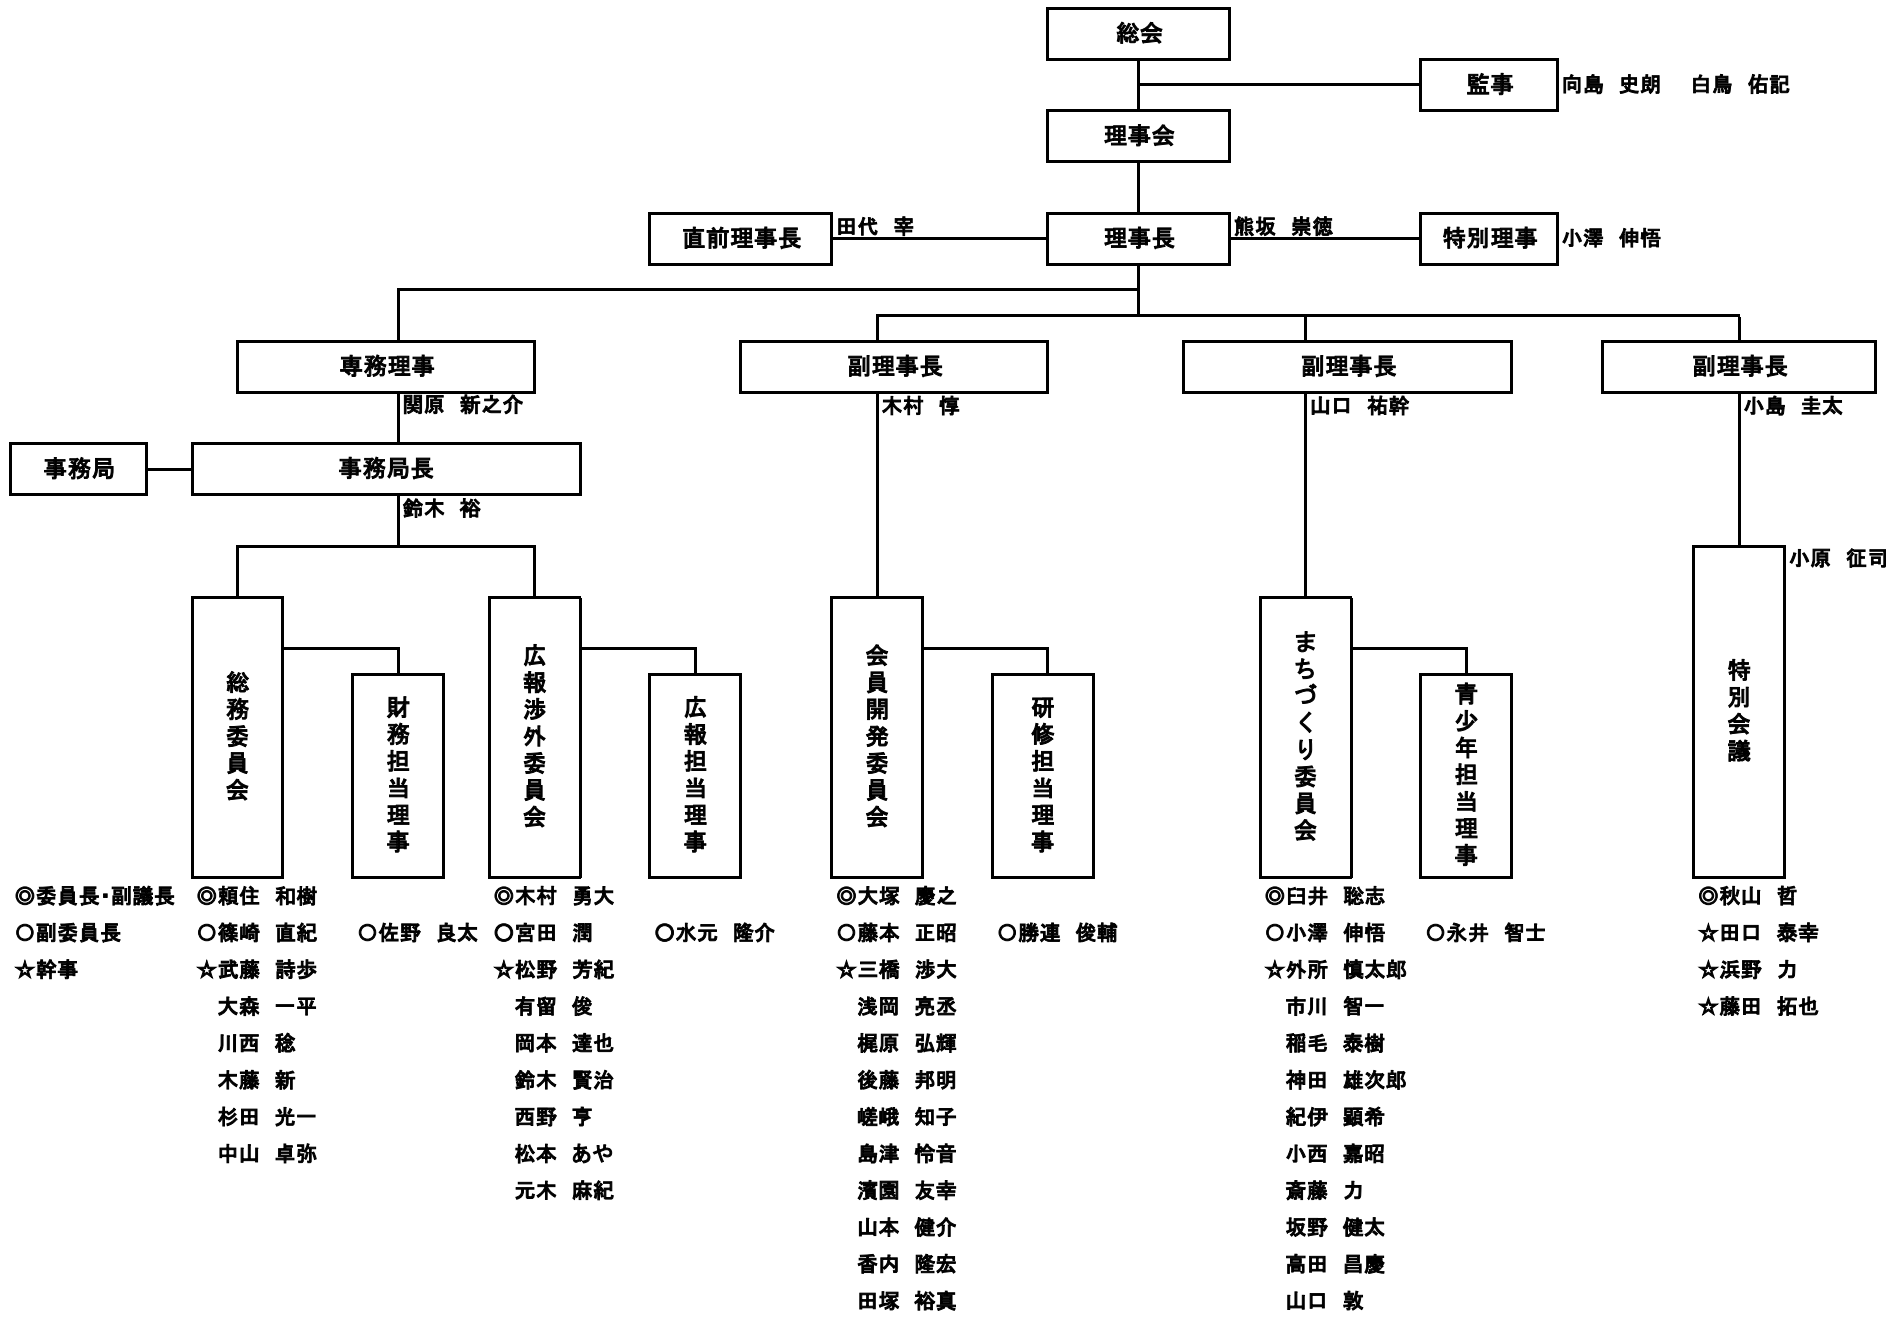 総会
監事
向島 史朗 白鳥 佑記
理事会
直前理事長
田代 宰
理事長
熊坂 崇徳
特別理事
小澤 伸悟
専務理事
関原 新之介
副理事長
木村 惇
副理事長
山口 祐幹
副理事長
小島 圭太
事務局
事務局長
鈴木 裕
総務委員会
財務担当理事
広報渉外委員会
広報担当理事
会員開発委員会
研修担当理事
まちづくり委員会
青少年担当理事
特別会議
小原 征司
◎委員長・副議長
○副委員長
☆幹事
◎頼住 和樹
○篠崎 直紀
☆武藤 詩歩
大森 一平
川西 稔
木藤 新
杉田 光一
中山 卓弥
○佐野 良太
◎木村 勇大
○宮田 潤
☆松野 芳紀
有留 俊
岡本 達也
鈴木 賢治
西野 亨
松本 あや
元木 麻紀
○水元 隆介
◎大塚 慶之
○藤本 正昭
☆三橋 渉大
浅岡 亮丞
梶原 弘輝
後藤 邦明
嵯峨 知子
島津 怜音
濱園 友幸
山本 健介
香内 隆宏
田塚 裕真
○勝連 俊輔
◎臼井 聡志
○小澤 伸悟
☆外所 慎太郎
市川 智一
稲毛 泰樹
神田 雄次郎
紀伊 顕希
小西 嘉昭
斎藤 力
坂野 健太
高田 昌慶
山口 敦
○永井 智士
◎秋山 哲
☆田口 泰幸
☆浜野 力
☆藤田 拓也